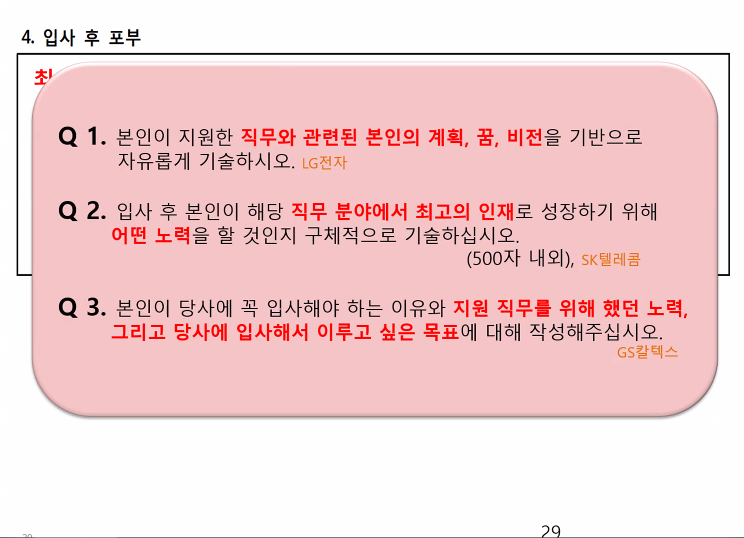 4. 입사 후 포부
최
Q 1. 본인이 지원한 직무와 관련된 본인의 계획, 꿈, 비전을 기반으로
자유롭게 기술하시오. LG전자
Q 2. 입사 후 본인이 해당 직무 분야에서 최고의 인재로 성장하기 위해
어떤 노력을 할 것인지 구체적으로 기술하십시오.
(500자 내외), SK텔레콤
Q 3. 본인이 당사에 꼭 입사해야 하는 이유와 지원 직무를 위해 했던 노력,
그리고 당사에 입사해서 이루고 싶은 목표에 대해 작성해주십시오.
GS칼텍스
29